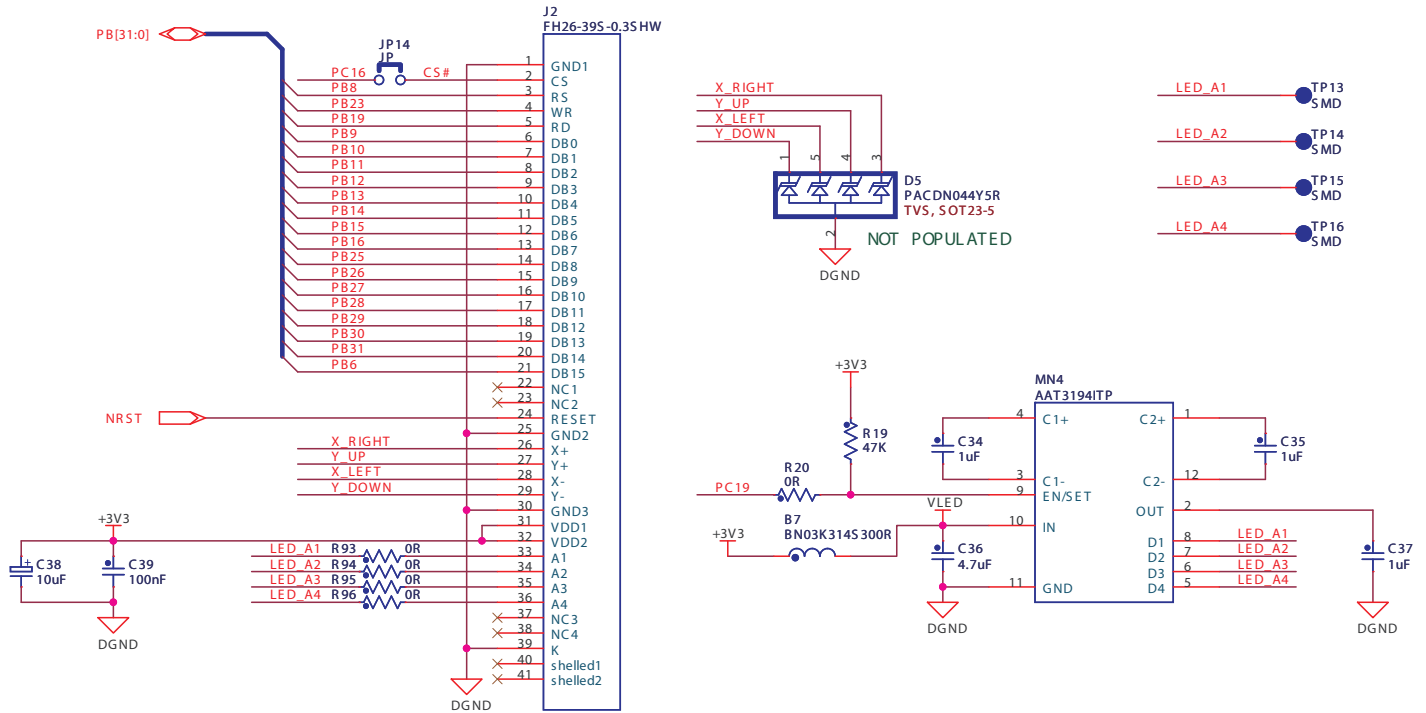 J2
FH26-39S-0.3SHW
PB[31:0]
JP14
JP
PC16
CS#
PB8
PB23
PB19
PB9
PB10
PB11
PB12
PB13
PB14
PB15
PB16
PB25
PB26
PB27
PB28
PB29
PB30
PB31
PB6
NRST
X_RIGHT
Y_UP
X_LEFT
Y_DOWN
+3V3
C38
10uF
C39
100nF
DGND
LED_A1 R93 0R
LED_A2 R94 0R
LED_A3 R95 0R
LED_A4 R96 0R
1 GND1
2 CS
3 RS
4 WR
5 RD
6 DB0
7 DB1
8 DB2
9 DB3
10 DB4
11 DB5
12 DB6
13 DB7
14 DB8
15 DB9
16 DB10
17 DB11
18 DB12
19 DB13
20 DB14
21 DB15
22 NC1
23 NC2
24 RESET
25 GND2
26 X+
27 Y+
28 X-
29 Y-
30 GND3
31 VDD1
32 VDD2
33 A1
34 A2
35 A3
36 A4
37 NC3
38 NC4
39 K
40 shelled1
41 shelled2
DGND
X_RIGHT
Y_UP
X_LEFT
Y_DOWN
1 5 4 3
D5
PACDN044Y5R
TVS, SOT23-5
2
NOT POPULATED
DGND
LED_A1 TP13
SMD
LED_A2 TP14
SMD
LED_A3 TP15
SMD
LED_A4 TP16
SMD
+3V3
R19
47K
R20
0R
PC19
B7
BN03K314S300R
+3V3
VLED
C34
1uF
C36
4.7uF
DGND
MN4
AAT3194ITP
4 C1+
3 C1-
9 EN/SET
10 IN
11 GND
C2+ 1
C2- 12
OUT 2
D1 8 LED_A1
D2 7 LED_A2
D3 6 LED_A3
D4 5 LED_A4
C35
1uF
C37
1uF
DGND